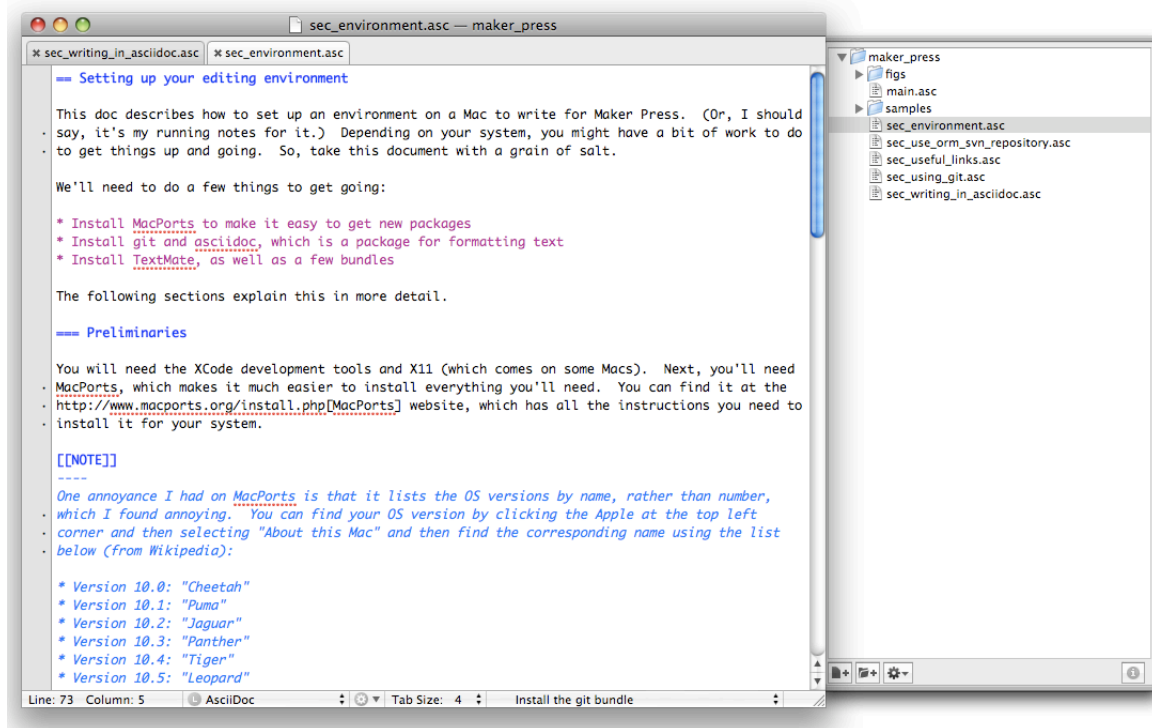 sec_environment.asc — maker_press
sec_writing_in_asciidoc.asc
sec_environment.asc
== Setting up your editing environment
This doc describes how to set up an environment on a Mac to write for Maker Press.  (Or, I should
say, it's my running notes for it.)  Depending on your system, you might have a bit of work to do
to get things up and going.  So, take this document with a grain of salt.
We'll need to do a few things to get going:
* Install MacPorts to make it easy to get new packages
* Install git and asciidoc, which is a package for formatting text
* Install TextMate, as well as a few bundles
The following sections explain this in more detail.
=== Preliminaries
You will need the XCode development tools and X11 (which comes on some Macs).  Next, you'll need
MacPorts, which makes it much easier to install everything you'll need.  You can find it at the
http://www.macports.org/install.php[MacPorts] website, which has all the instructions you need to
install it for your system.
[[NOTE]]
----
One annoyance I had on MacPorts is that it lists the OS versions by name, rather than number,
which I found annoying.  You can find your OS version by clicking the Apple at the top left
corner and then selecting "About this Mac" and then find the corresponding name using the list
below (from Wikipedia):
* Version 10.0: "Cheetah"
* Version 10.1: "Puma"
* Version 10.2: "Jaguar"
* Version 10.3: "Panther"
* Version 10.4: "Tiger"
* Version 10.5: "Leopard"
Line: 73  Column: 5
L AsciiDoc
Tab Size:  4
Install the git bundle
maker_press
figs
main.asc
samples
sec_environment.asc
sec_use_orm_svn_repository.asc
sec_useful_links.asc
sec_using_git.asc
sec_writing_in_asciidoc.asc